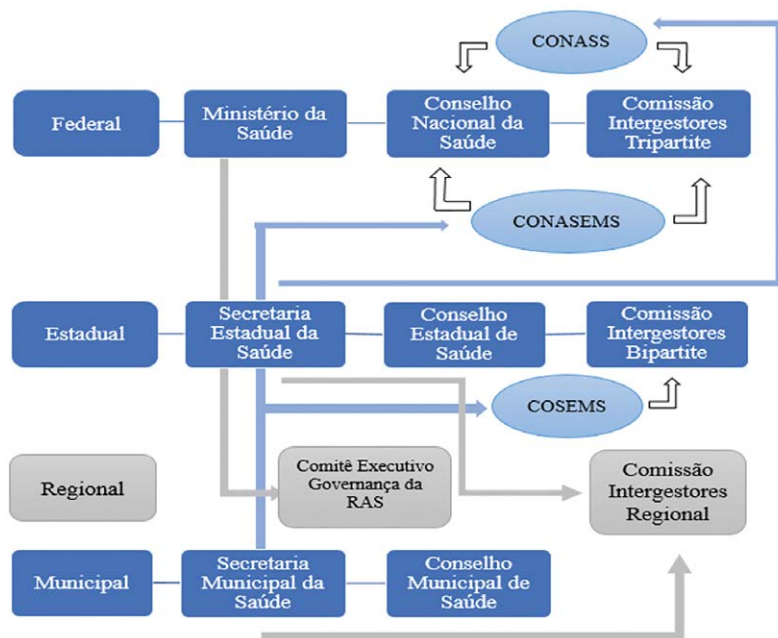 CONASS
Federal
Ministério da
Saúde
Conselho
Nacional da
Saúde
Comissão
Intergestores
Tripartite
CONASEMS
Estadual
Secretaria
Estadual da
Saúde
Conselho
Estadual de
Saúde
Comissão
Intergestores
Bipartite
COSEMS
Regional
Comitê Executivo
Governança da
RAS
Comissão
Intergestores
Regional
Municipal
Secretaria
Municipal da
Saúde
Conselho
Municipal de
Saúde